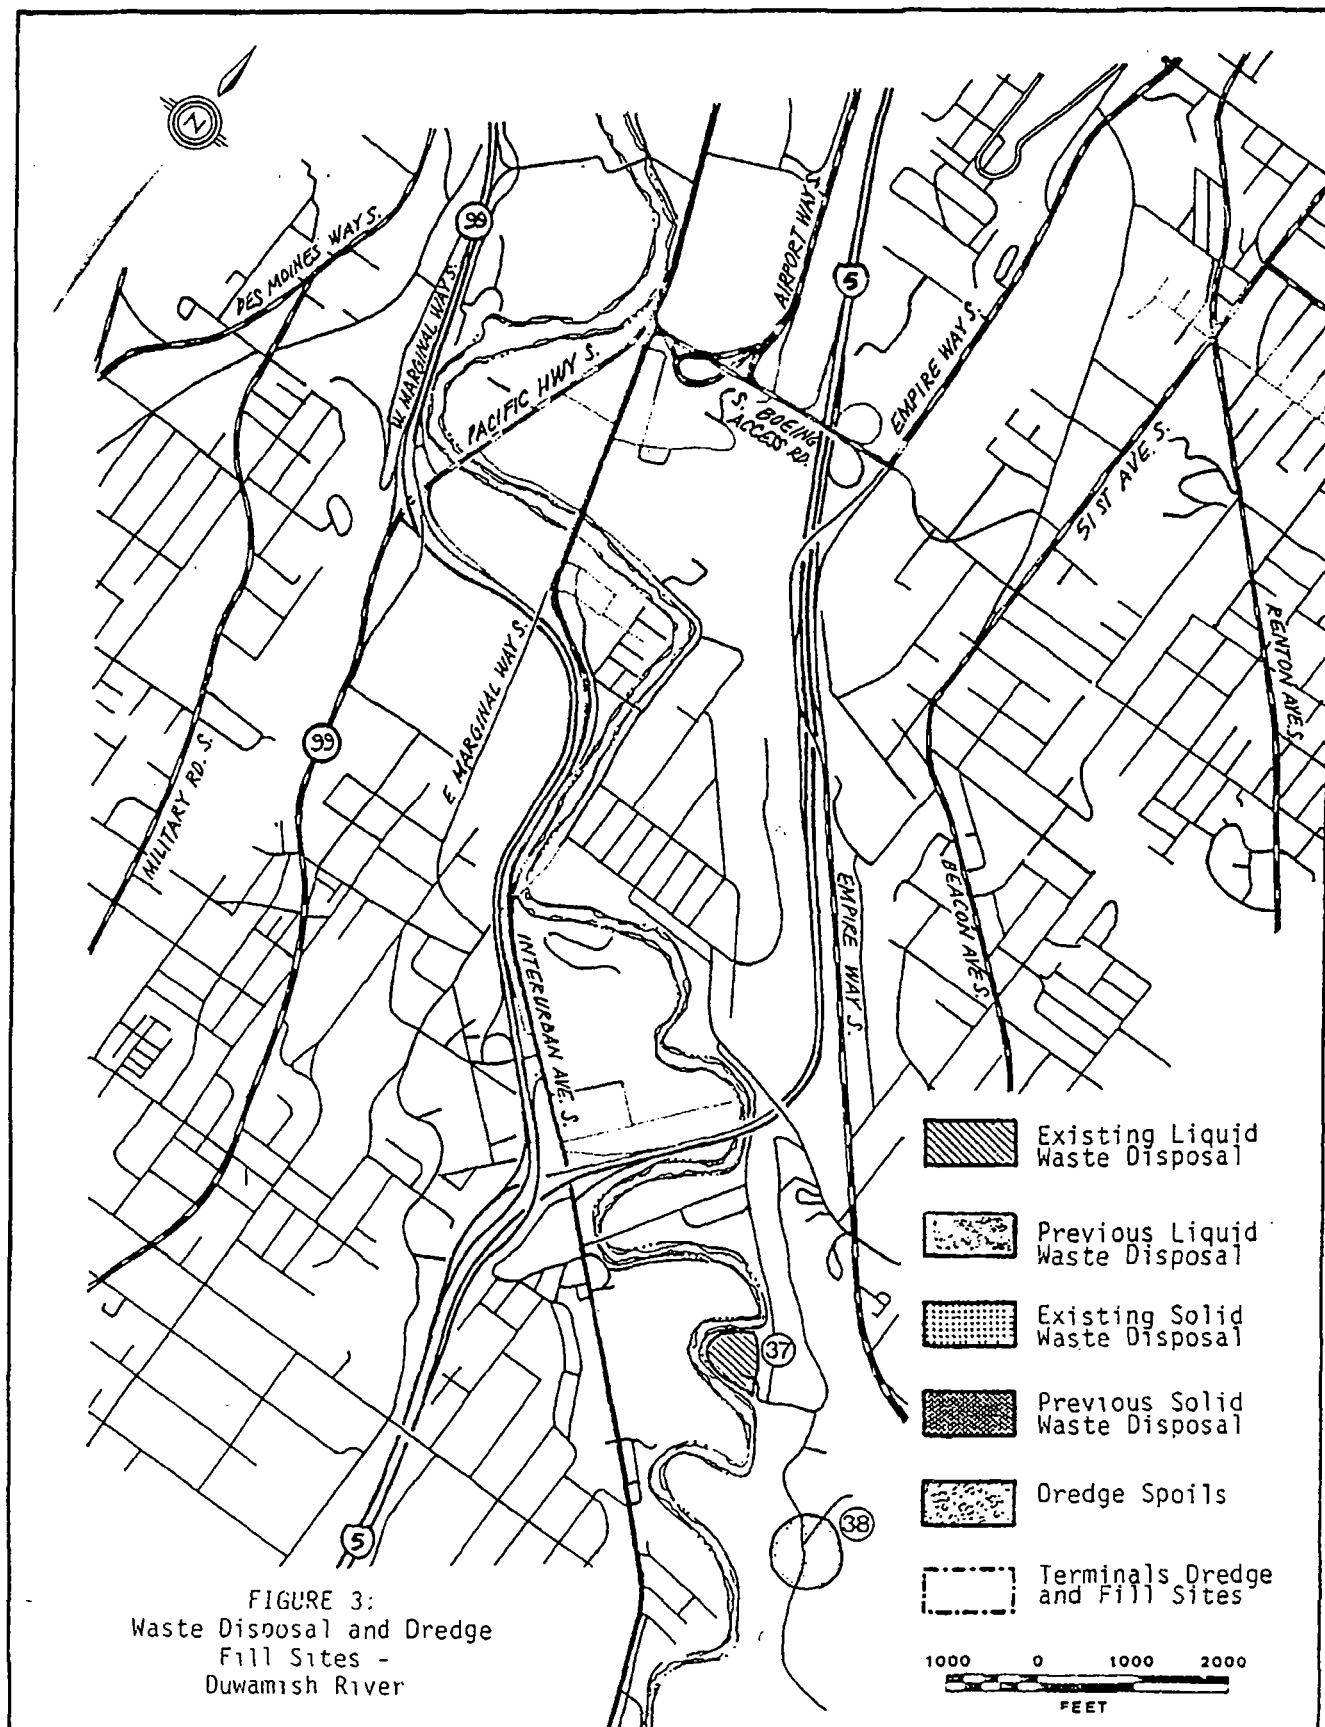 N
DES MOINES WAY S.
99
W. MARGINAL WAY S.
PACIFIC HWY S.
AIRPORT WAY S.
5
S. BOEING
ACCESS RD.
EMPIRE WAY S.
51 ST AVE. S.
RENTON AVE. S.
E MARGINAL WAY S.
99
MILITARY RD. S.
INTERURBAN AVE. S.
EMPIRE WAY S.
BEACON AVE. S.
37
38
5
Existing Liquid
Waste Disposal
Previous Liquid
Waste Disposal
Existing Solid
Waste Disposal
Previous Solid
Waste Disposal
Dredge Spoils
Terminals Dredge
and Fill Sites
1000 0 1000 2000
FEET
FIGURE 3:
Waste Disposal and Dredge
Fill Sites -
Duwamish River